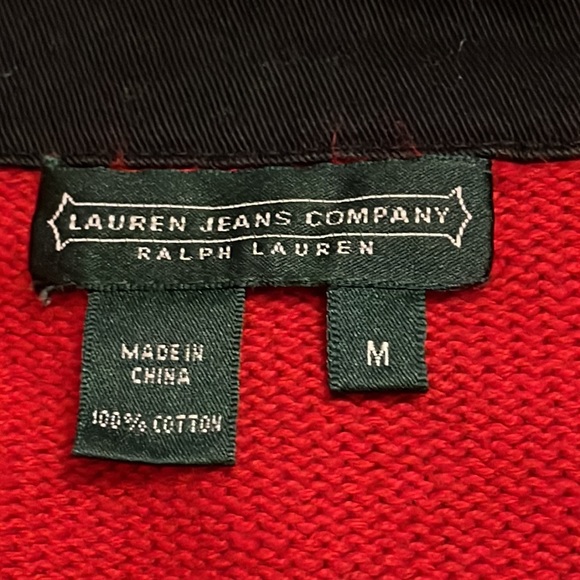 LAUREN JEANS COMPANY
RALPH LAUREN
MADE IN
CHINA
100% COTTON
M